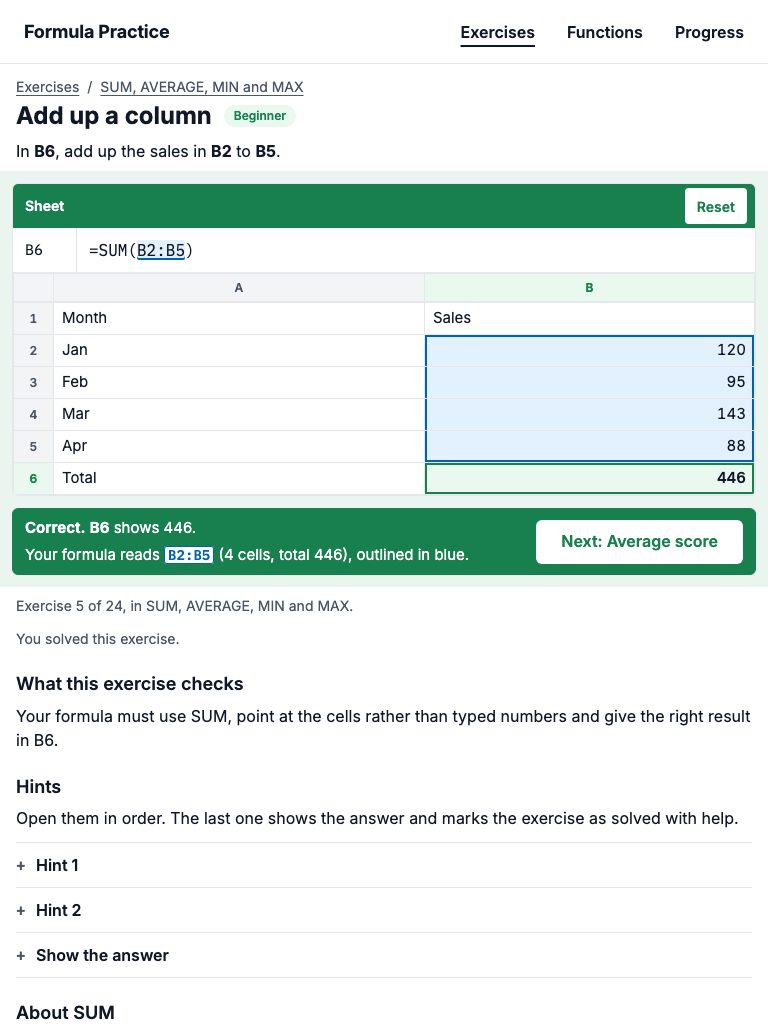 Formula Practice
Exercises Functions Progress
Exercises / SUM, AVERAGE, MIN and MAX
Add up a column Beginner
In B6, add up the sales in B2 to B5.
Sheet Reset
B6 =SUM(B2:B5)
A B
1 Month Sales
2 Jan 120
3 Feb 95
4 Mar 143
5 Apr 88
6 Total 446
Correct. B6 shows 446.
Your formula reads B2:B5 (4 cells, total 446), outlined in blue.
Next: Average score
Exercise 5 of 24, in SUM, AVERAGE, MIN and MAX.
You solved this exercise.
What this exercise checks
Your formula must use SUM, point at the cells rather than typed numbers and give the right result
in B6.
Hints
Open them in order. The last one shows the answer and marks the exercise as solved with help.
+ Hint 1
+ Hint 2
+ Show the answer
About SUM